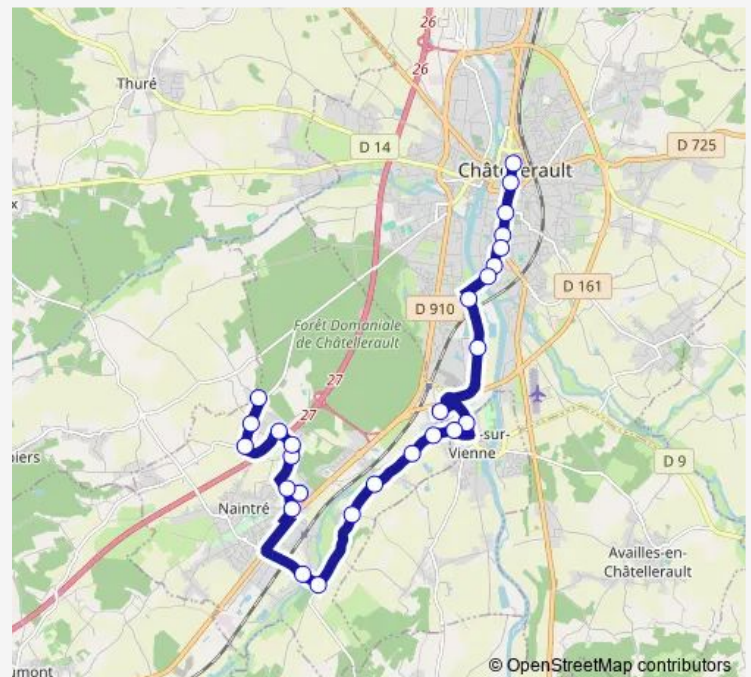 26
26
Thuré
D 14
D 725
D 161
D 910
Forêt Domaniale
de Châtellerault
27
27
-sur-
Vienne
D 9
Naintré
Availles-en-
Châtellerault
© OpenStreetMap contributors